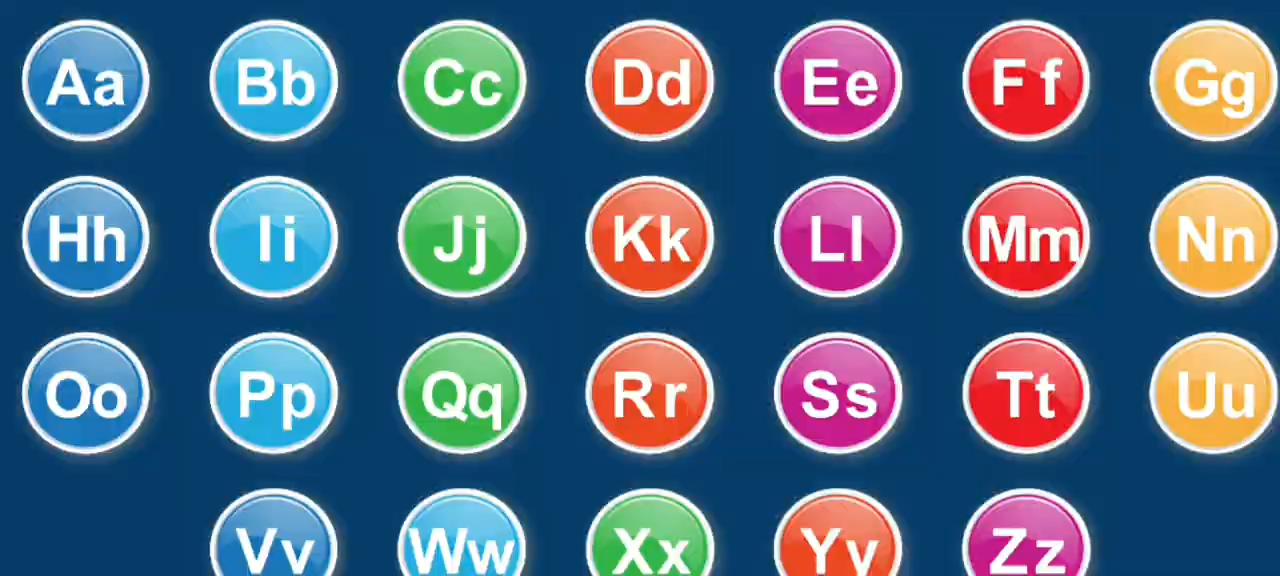 Aa Bb Cc Dd Ee Ff Gg
Hh Ii Jj Kk Ll Mm Nn
Oo Pp Qq Rr Ss Tt Uu
Vv Ww Xx Yy Zz